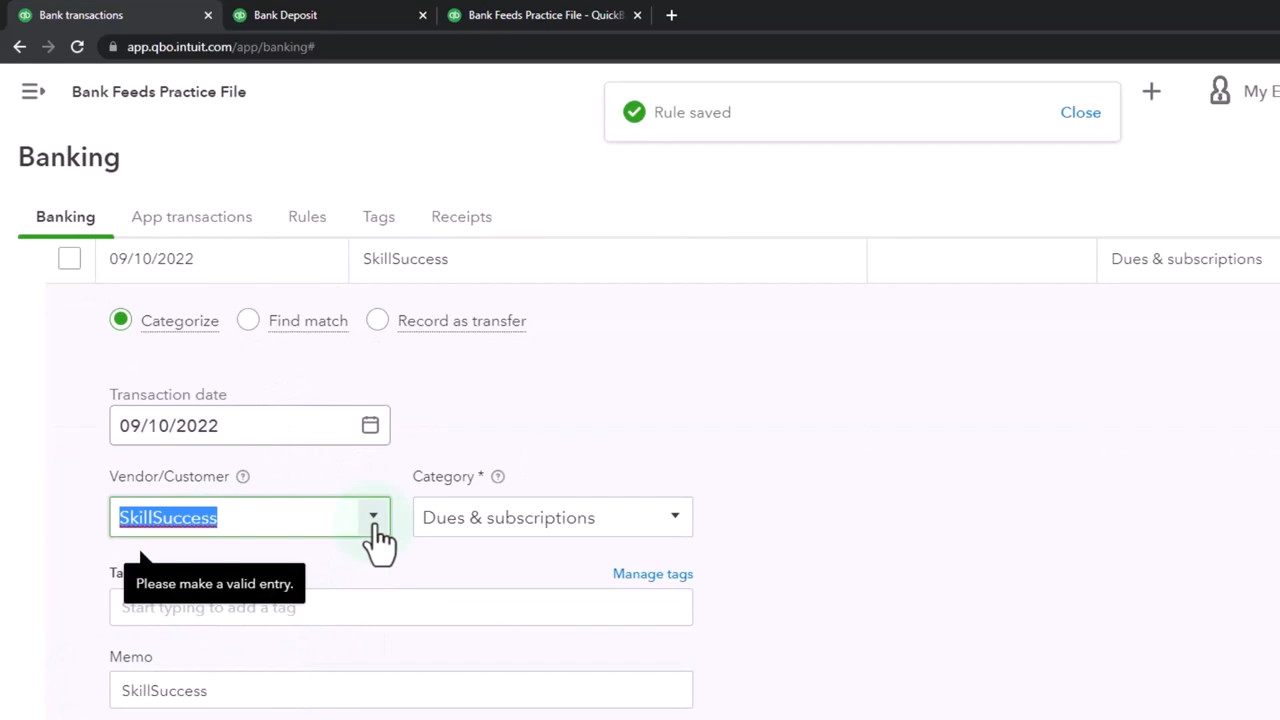 Bank transactions
Bank Deposit
Bank Feeds Practice File - QuickB
app.qbo.intuit.com/app/banking#
Bank Feeds Practice File
Rule saved
Close
My E
Banking
Banking
App transactions
Rules
Tags
Receipts
09/10/2022
SkillSuccess
Dues & subscriptions
Categorize
Find match
Record as transfer
Transaction date
09/10/2022
Vendor/Customer
Category *
SkillSuccess
Dues & subscriptions
Ta
Please make a valid entry.
Manage tags
Start typing to add a tag
Memo
SkillSuccess